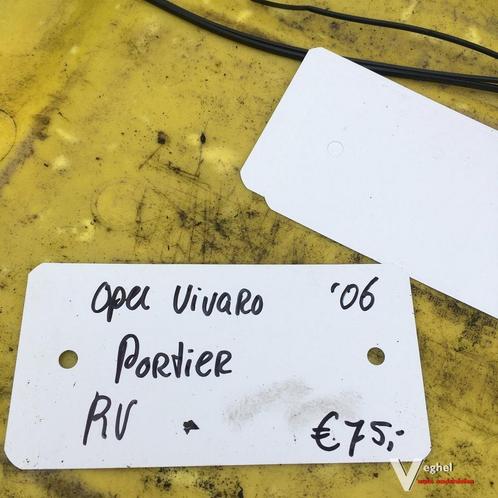 Opel Vivaro '06
Portier
RV €75,-
Veghel